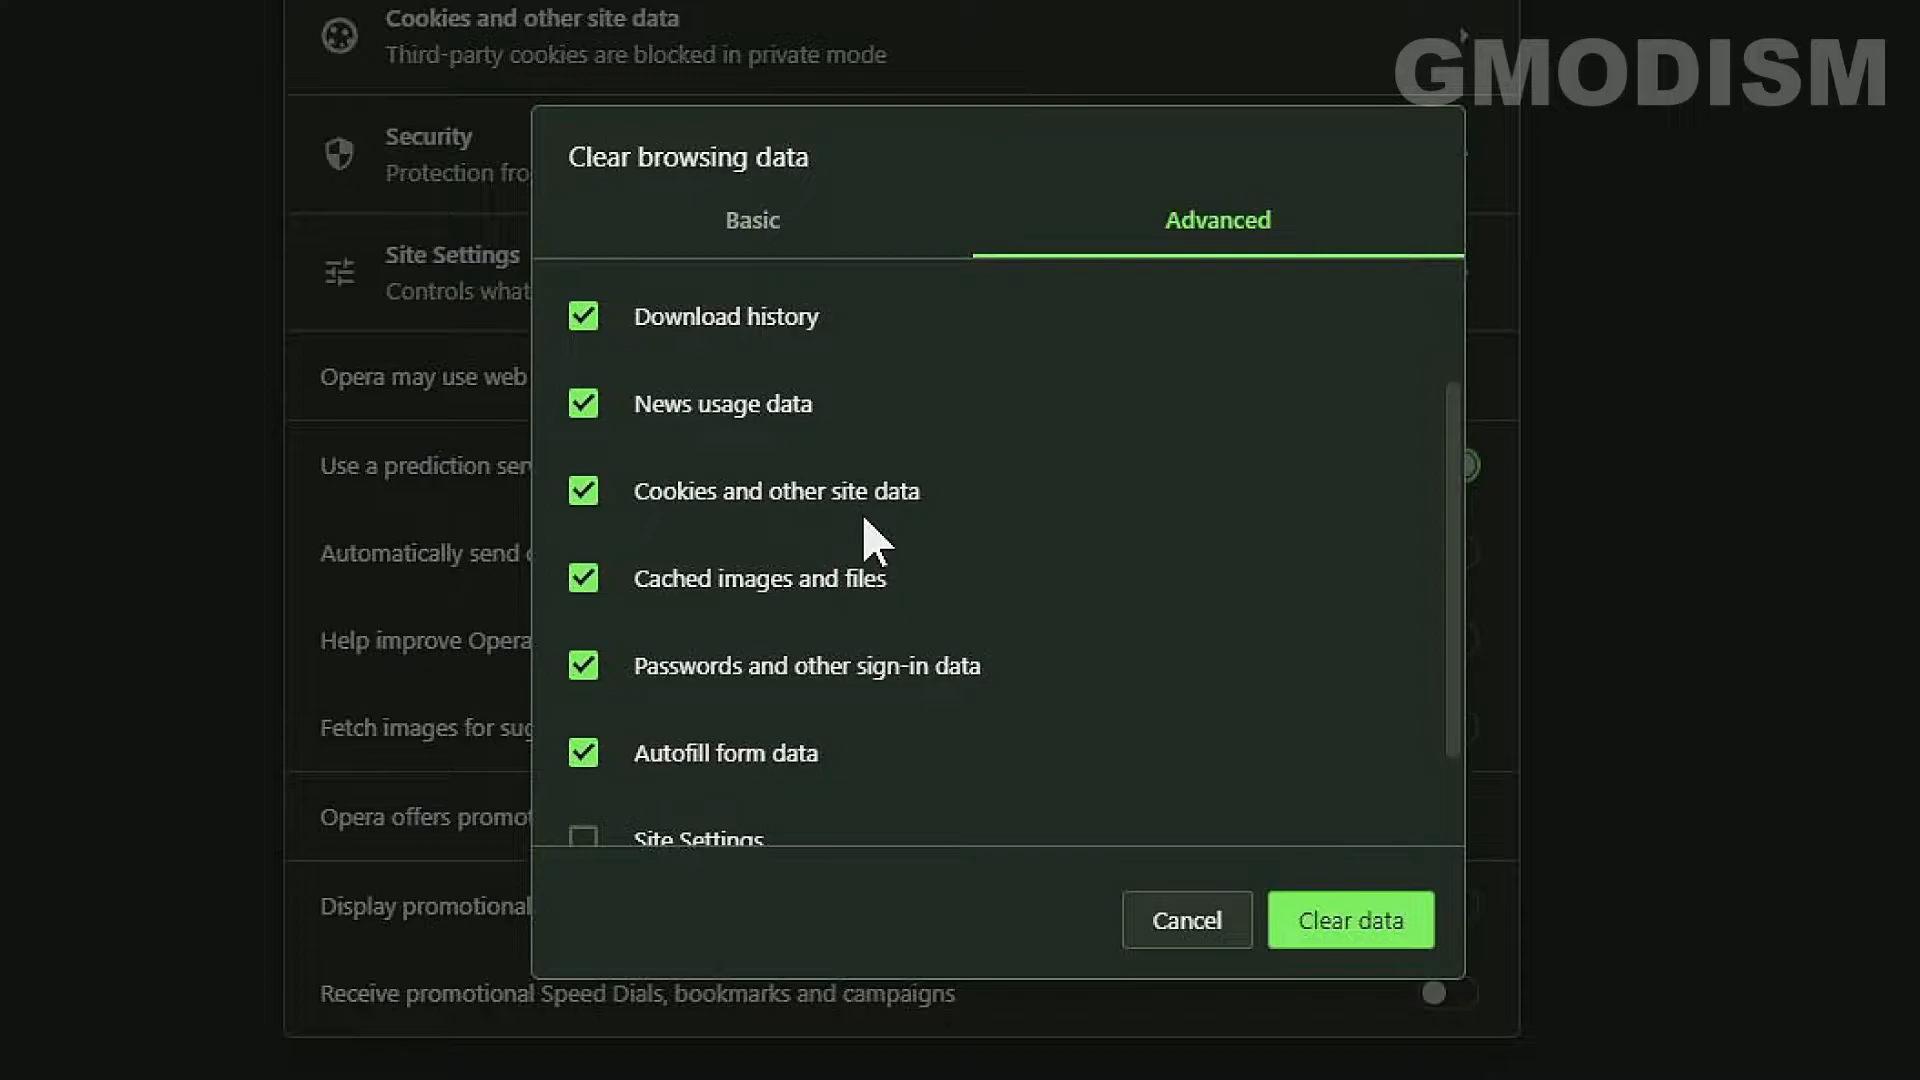 Cookies and other site data
Third-party cookies are blocked in private mode
GMODISM
Security
Protection fro
Site Settings
Controls what
Opera may use web
Use a prediction ser
Automatically send
Help improve Opera
Fetch images for sug
Opera offers promot
Display promotional
Receive promotional Speed Dials, bookmarks and campaigns
Clear browsing data
Basic
Advanced
Download history
News usage data
Cookies and other site data
Cached images and files
Passwords and other sign-in data
Autofill form data
Site Settings
Cancel
Clear data